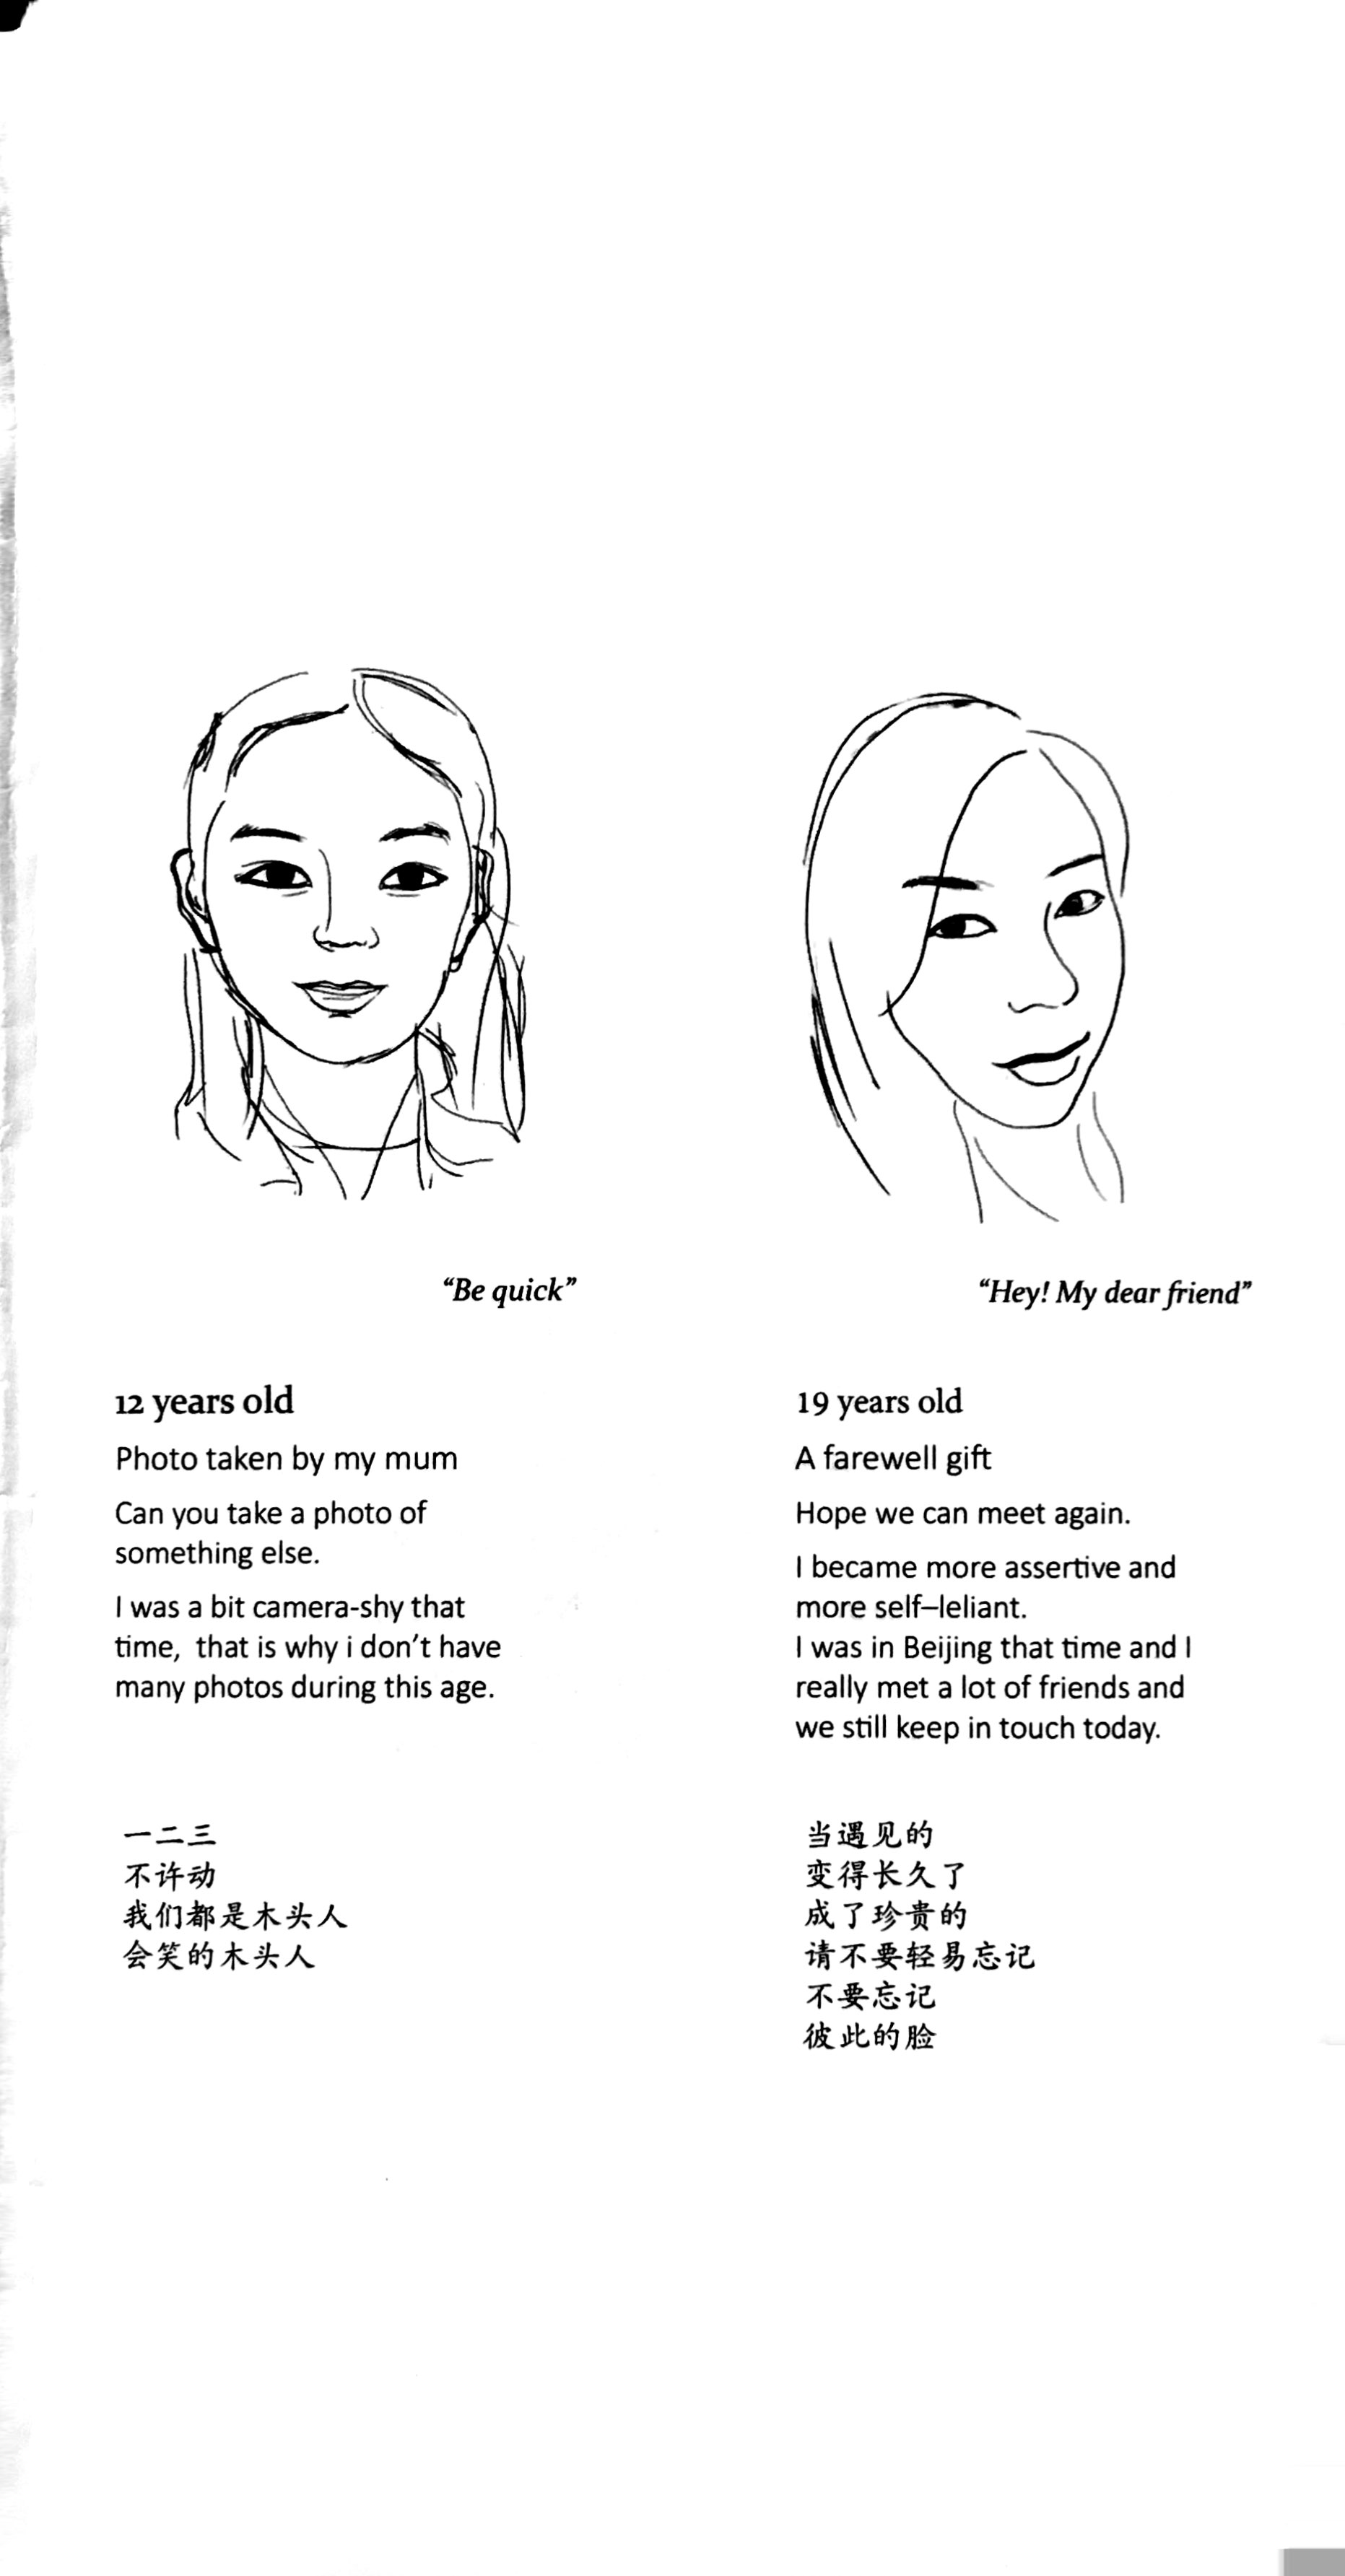 “Be quick”
12 years old
Photo taken by my mum
Can you take a photo of
something else.
I was a bit camera-shy that
time,  that is why i don’t have
many photos during this age.
一二三
不许动
我们都是木头人
会笑的木头人
“Hey! My dear friend”
19 years old
A farewell gift
Hope we can meet again.
I became more assertive and
more self–leliant.
I was in Beijing that time and I
really met a lot of friends and
we still keep in touch today.
当遇见的
变得长久了
成了珍贵的
请不要轻易忘记
不要忘记
彼此的脸